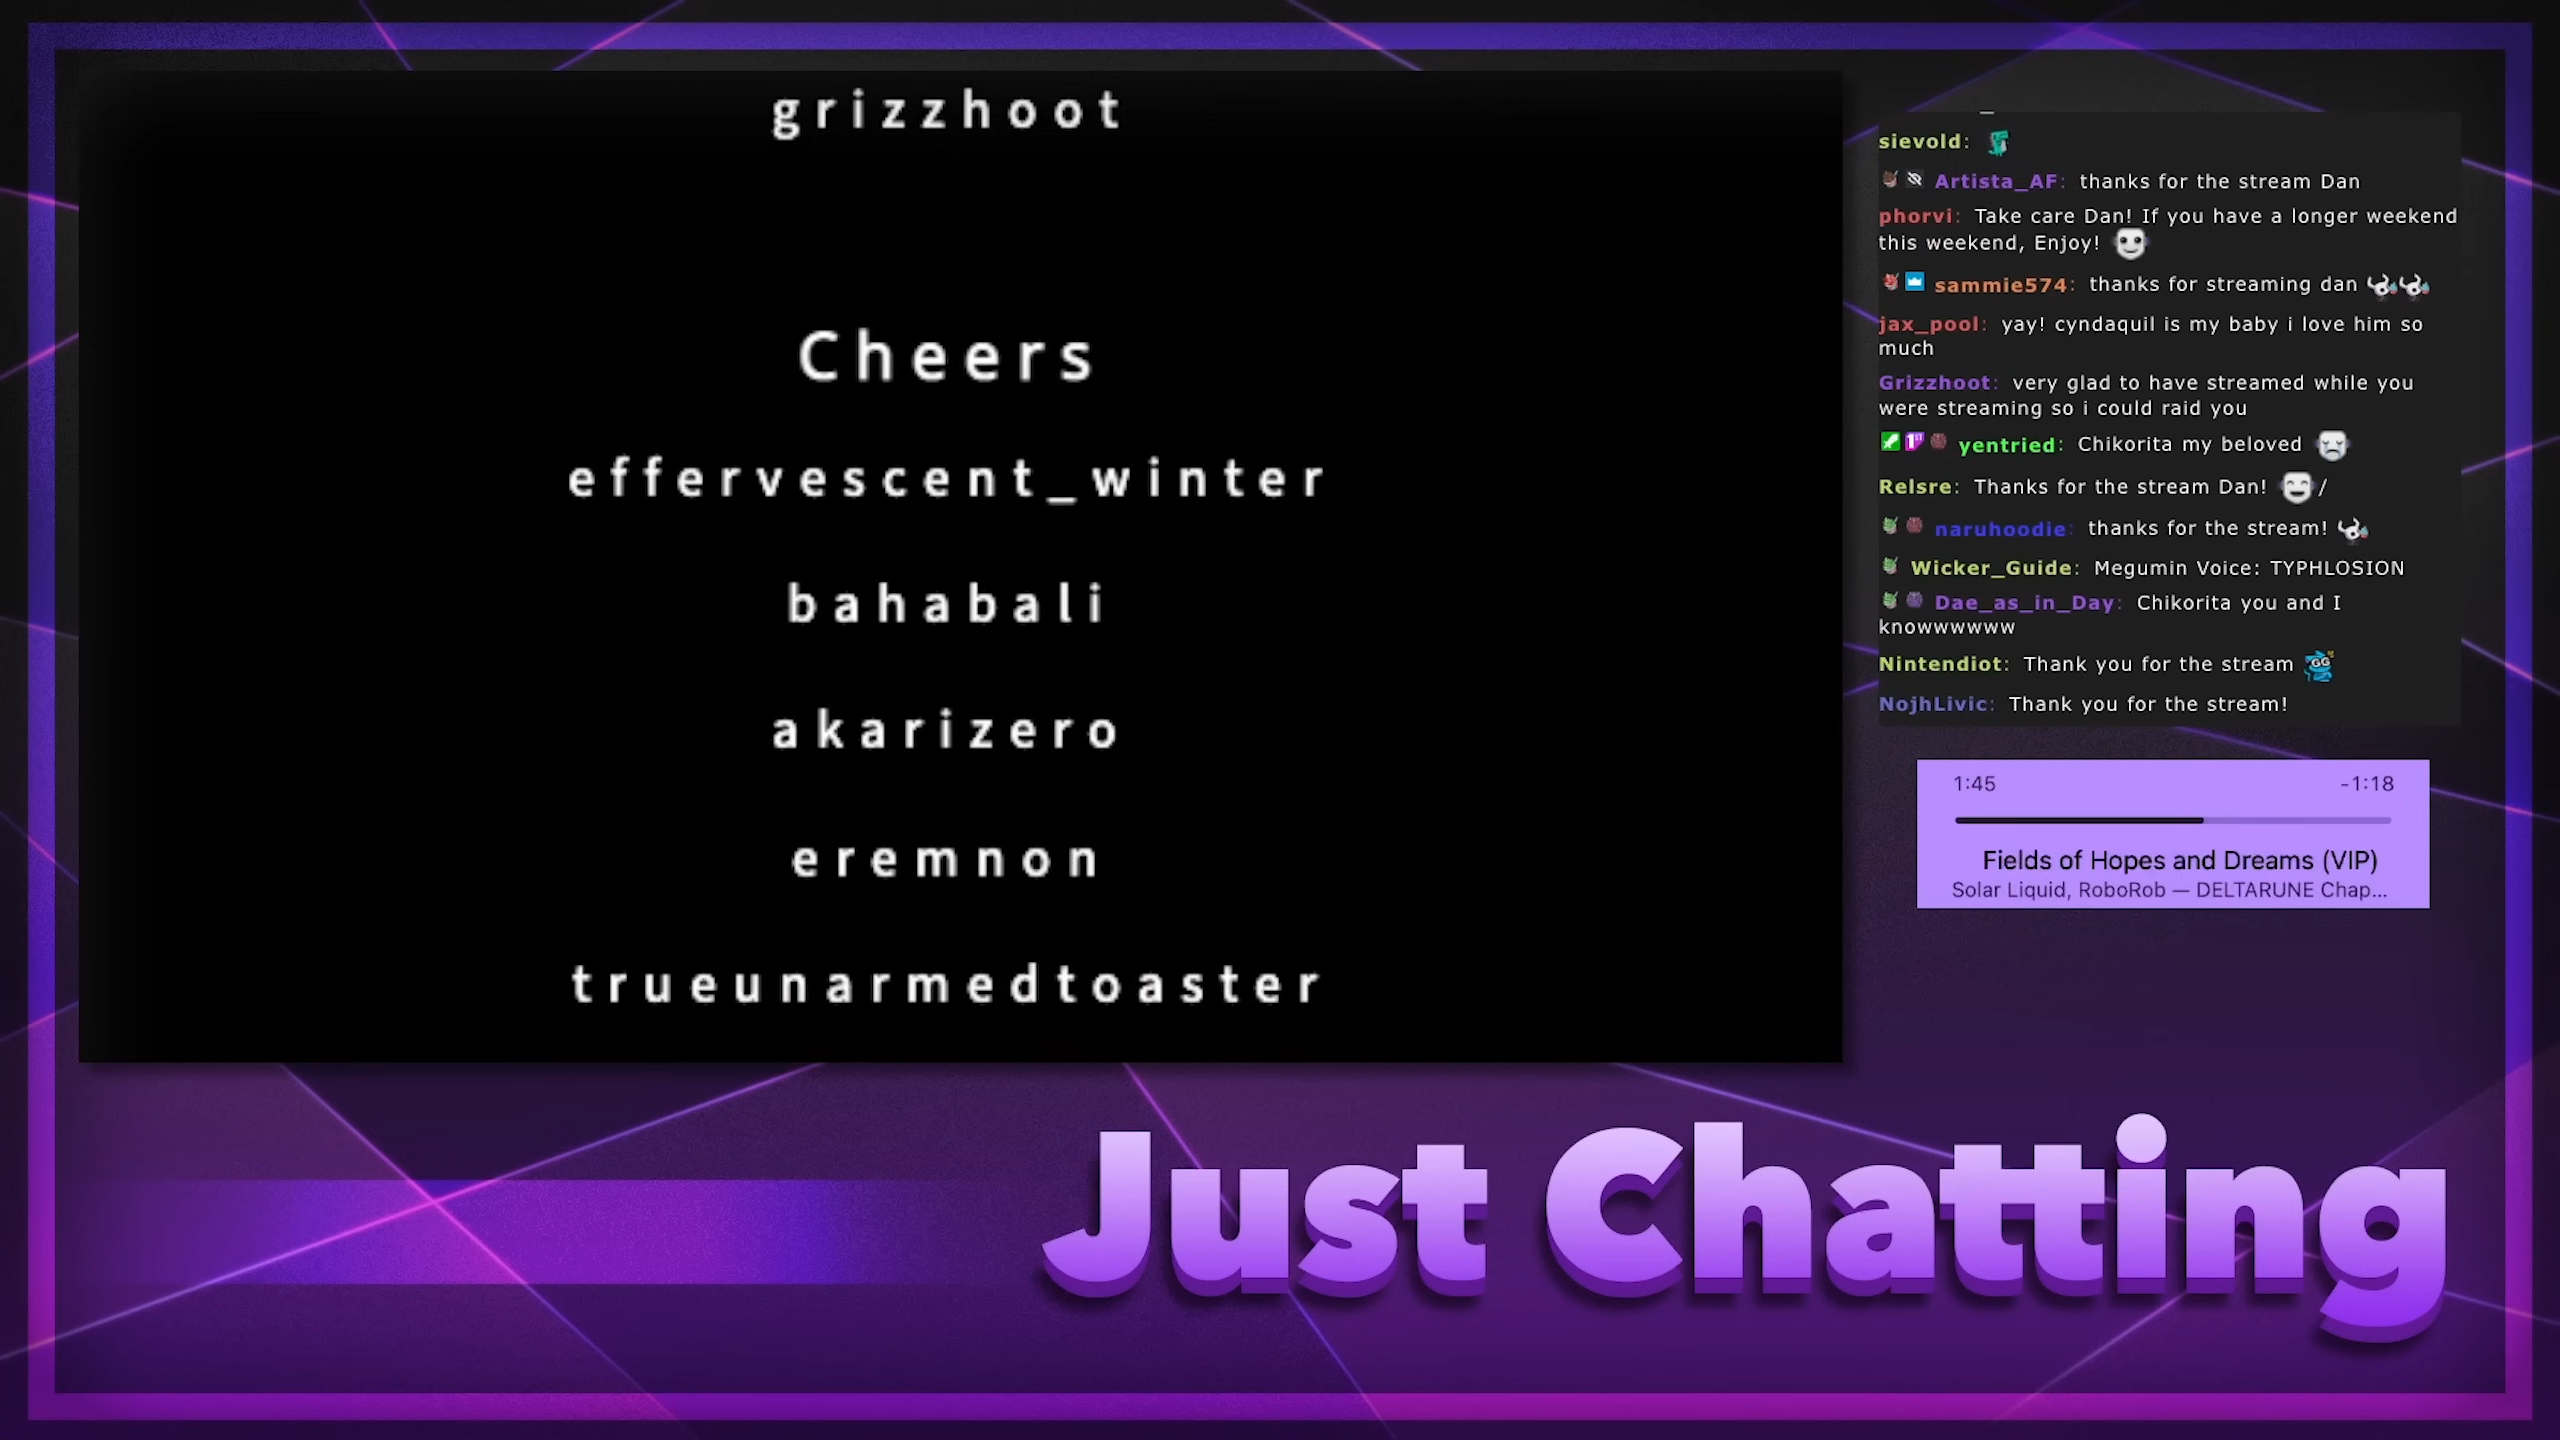 grizzhoot
Cheers
effervescent_winter
bahabali
akarizero
eremnon
trueunarmedtoaster
sievold:
Artista_AF: thanks for the stream Dan
phorvi: Take care Dan! If you have a longer weekend
this weekend, Enjoy!
sammie574: thanks for streaming dan
jax_pool: yay! cyndaquil is my baby i love him so
much
Grizzhoot: very glad to have streamed while you
were streaming so i could raid you
yentried: Chikorita my beloved
Relsre: Thanks for the stream Dan! /
naruhoodie: thanks for the stream!
Wicker_Guide: Megumin Voice: TYPHLOSION
Dae_as_in_Day: Chikorita you and I
knowwwwww
Nintendiot: Thank you for the stream
NojhLivic: Thank you for the stream!
1:45 -1:18
Fields of Hopes and Dreams (VIP)
Solar Liquid, RoboRob — DELTARUNE Chap...
Just Chatting